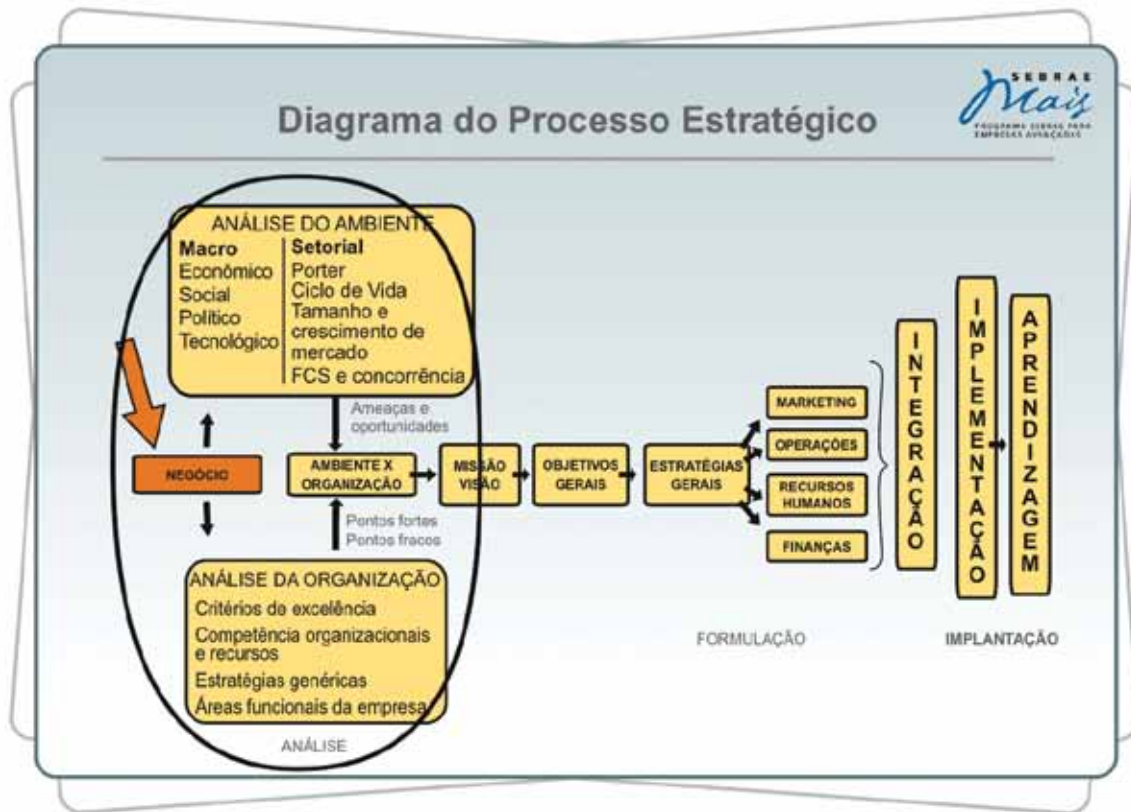 SEBRAE
Mais
PROGRAMA SEBRAE PARA
EMPRESAS AVANÇADAS
Diagrama do Processo Estratégico
ANÁLISE DO AMBIENTE
Macro
Econômico
Social
Político
Tecnológico
Setorial
Porter
Ciclo de Vida
Tamanho e
crescimento de
mercado
FCS e concorrência
Ameaças e
oportunidades
NEGÓCIO
AMBIENTE X
ORGANIZAÇÃO
MISSÃO
VISÃO
OBJETIVOS
GERAIS
ESTRATÉGIAS
GERAIS
MARKETING
OPERAÇÕES
RECURSOS
HUMANOS
FINANÇAS
INTEGRAÇÃO
IMPLEMENTAÇÃO
APRENDIZAGEM
Pontos fortes
Pontos fracos
ANÁLISE DA ORGANIZAÇÃO
Critérios de excelência
Competência organizacionais
e recursos
Estratégias genéricas
Áreas funcionais da empresa
ANÁLISE
FORMULAÇÃO
IMPLANTAÇÃO